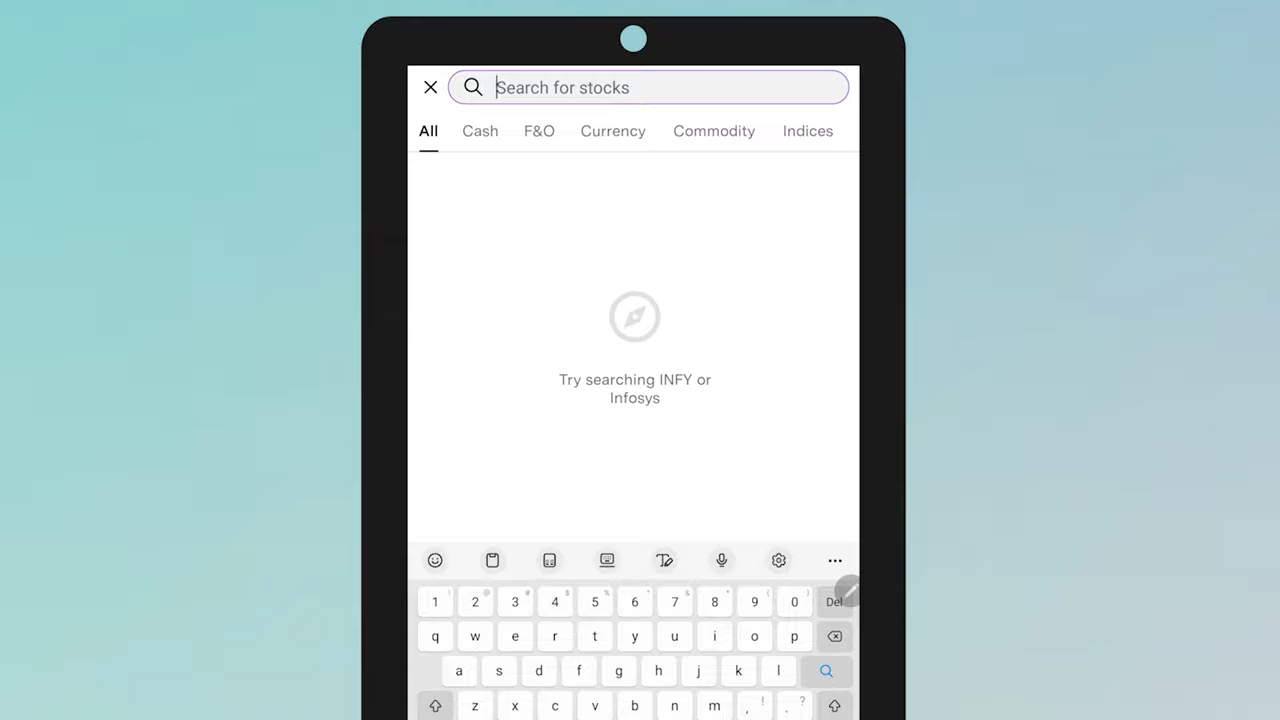 Search for stocks
All Cash F&O Currency Commodity Indices
Try searching INFY or
Infosys
1 2 3 4 5 6 7 8 9 0 Del
q w e r t y u i o p
a s d f g h j k l
z x c v b n m , ! . ?